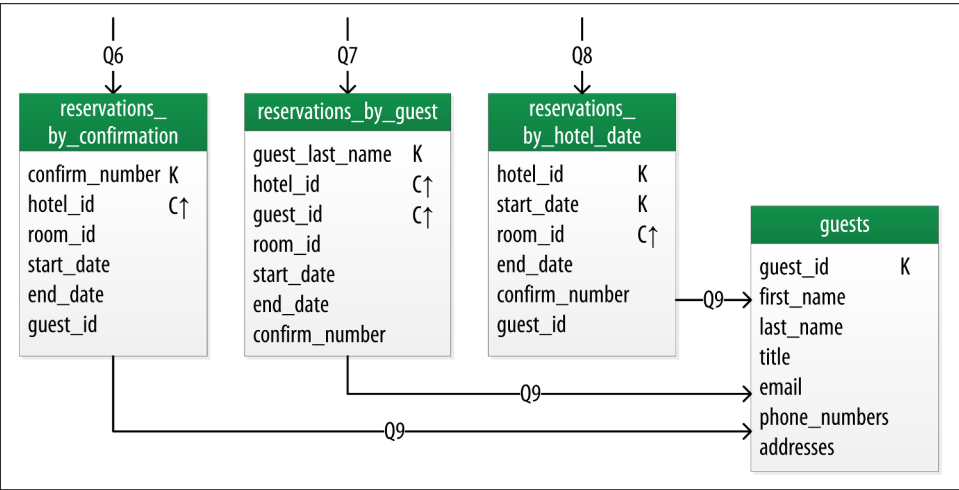 Q6
Q7
Q8
reservations_
by_confirmation
confirm_number K
hotel_id C↑
room_id
start_date
end_date
guest_id
reservations_by_guest
guest_last_name K
hotel_id C↑
guest_id C↑
room_id
start_date
end_date
confirm_number
reservations_
by_hotel_date
hotel_id K
start_date K
room_id C↑
end_date
confirm_number
guest_id
guests
guest_id K
first_name
last_name
title
email
phone_numbers
addresses
Q9
Q9
Q9